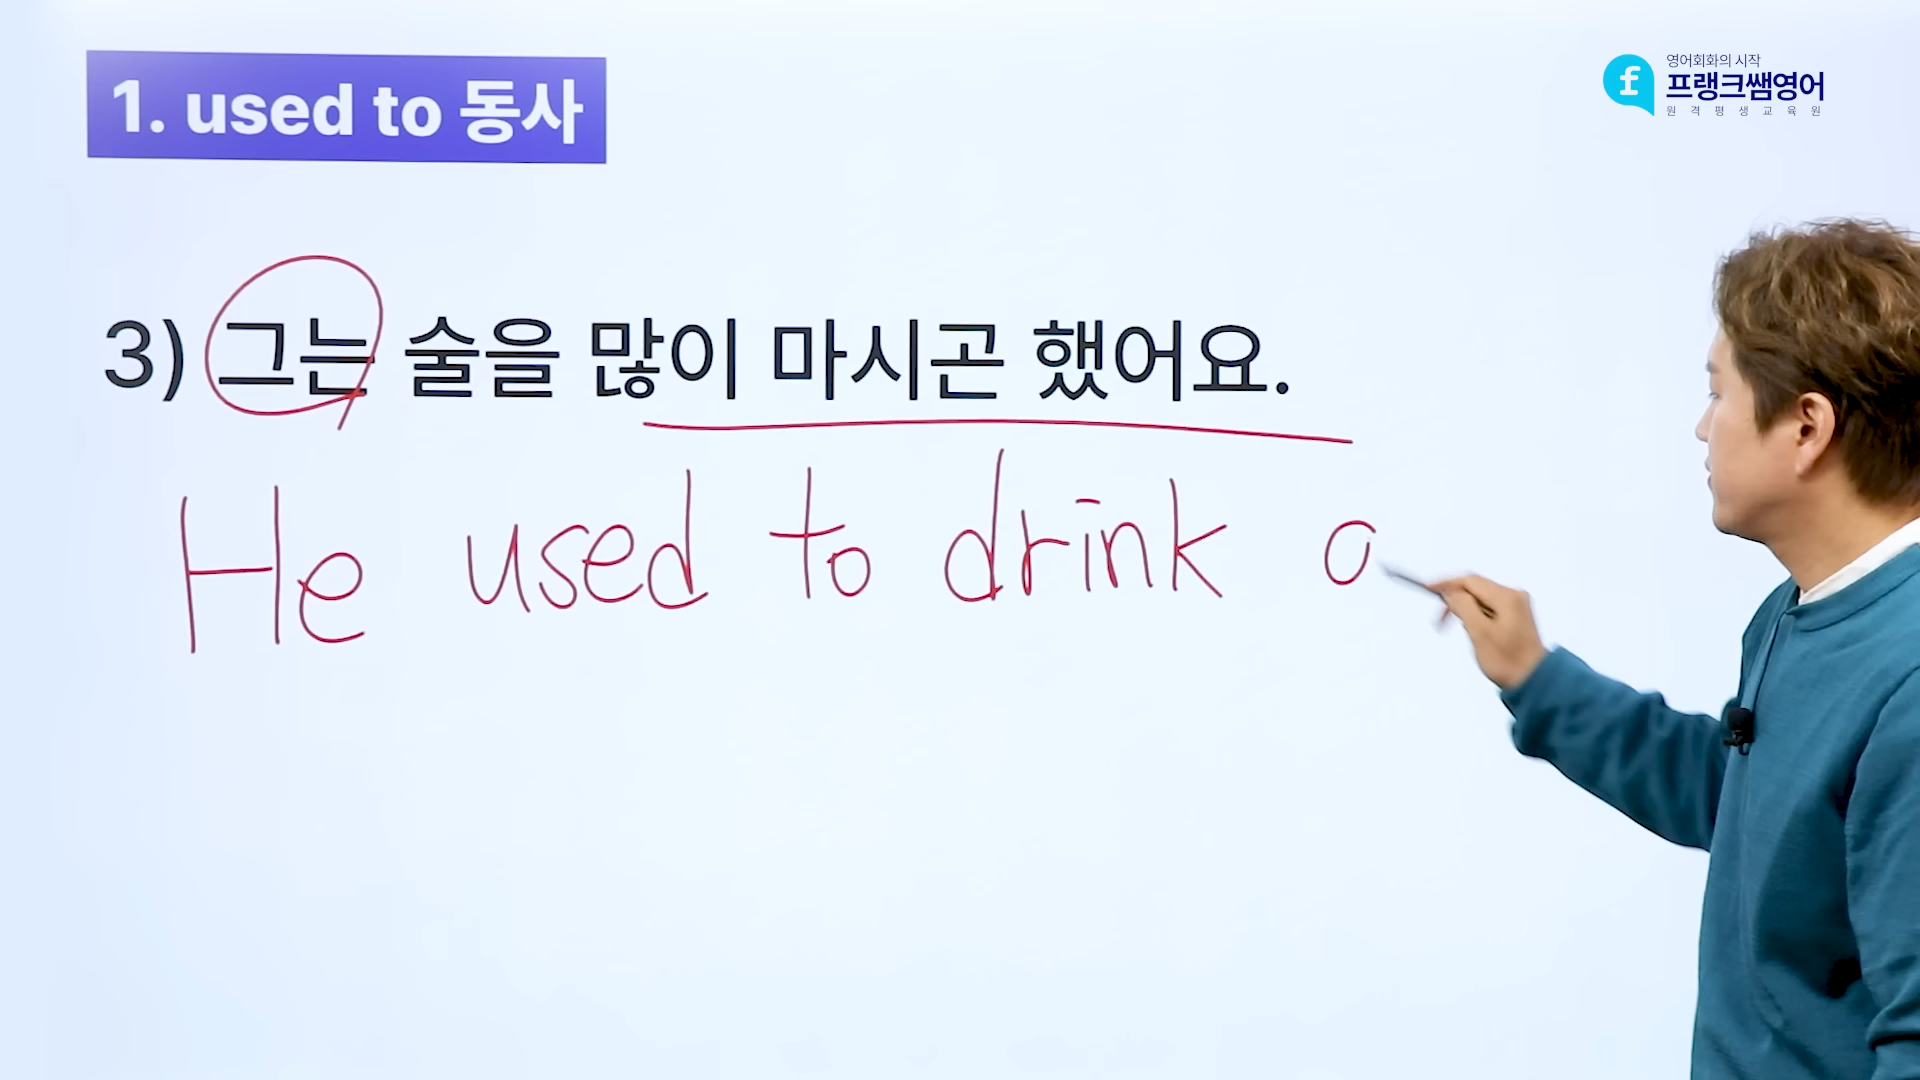 1. used to 동사
영어회화의 시작
프랭크쌤영어
원격평생교육원
3) 그는 술을 많이 마시곤 했어요.
He used to drink a